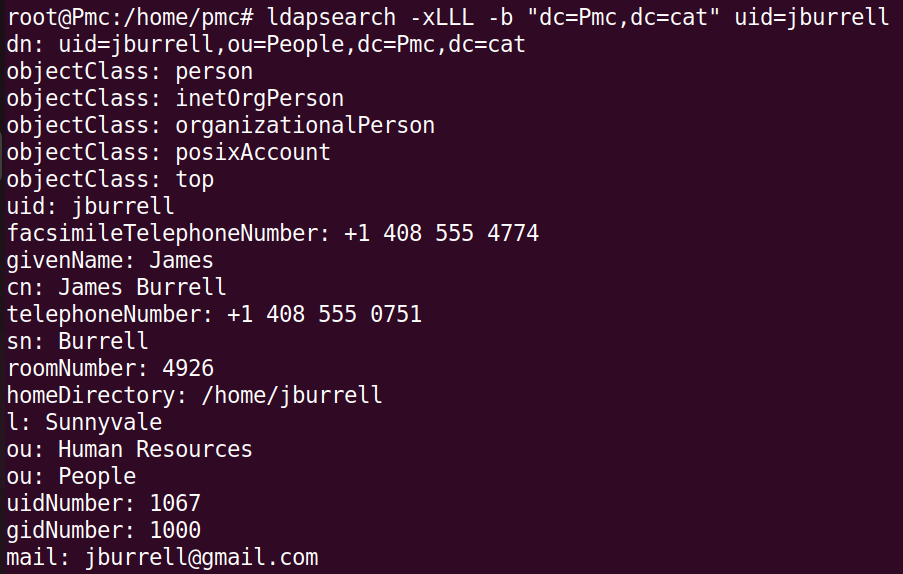 root@Pmc:/home/pmc# ldapsearch -xLLL -b "dc=Pmc,dc=cat" uid=jburrell
dn: uid=jburrell,ou=People,dc=Pmc,dc=cat
objectClass: person
objectClass: inetOrgPerson
objectClass: organizationalPerson
objectClass: posixAccount
objectClass: top
uid: jburrell
facsimileTelephoneNumber: +1 408 555 4774
givenName: James
cn: James Burrell
telephoneNumber: +1 408 555 0751
sn: Burrell
roomNumber: 4926
homeDirectory: /home/jburrell
l: Sunnyvale
ou: Human Resources
ou: People
uidNumber: 1067
gidNumber: 1000
mail: jburrell@gmail.com